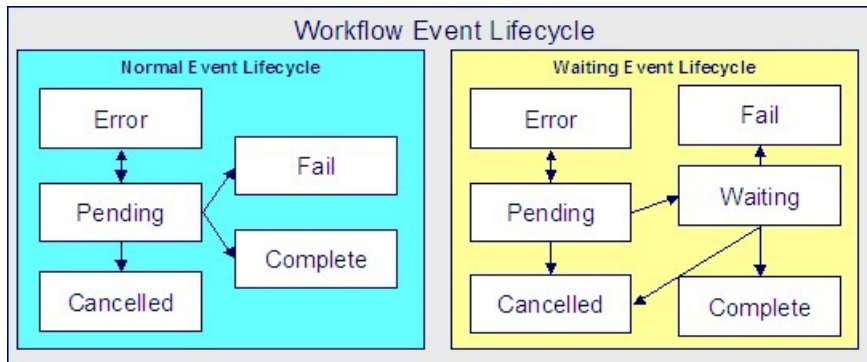 Workflow Event Lifecycle
Normal Event Lifecycle
Error
Fail
Pending
Complete
Cancelled
Waiting Event Lifecycle
Error
Fail
Pending
Waiting
Cancelled
Complete